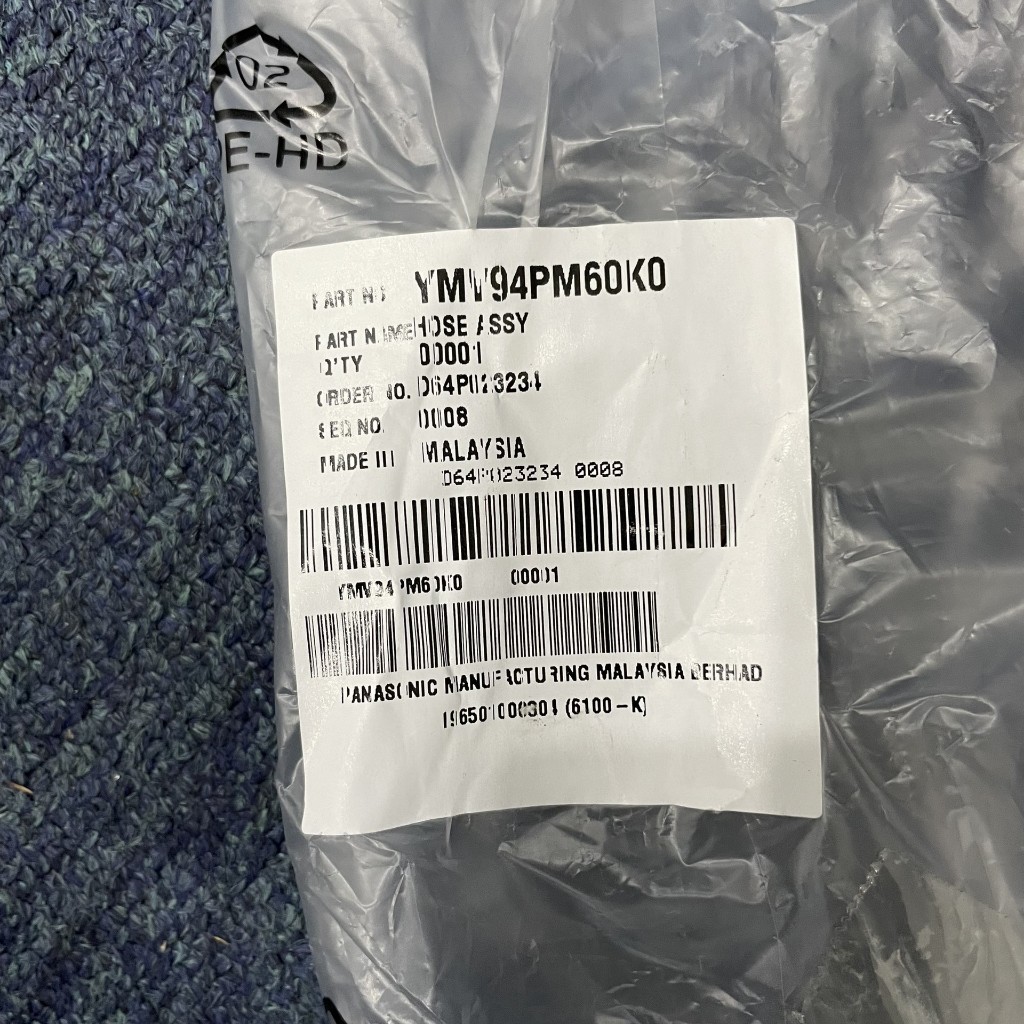 02
E-HD
PART NO. YMV94PM60K0
PART NAME HOSE ASSY
Q'TY 00001
ORDER NO. D64P023234
SEQ NO. 0008
MADE IN MALAYSIA
D64P023234 0008
YMV94PM60K0 00001
PANASONIC MANUFACTURING MALAYSIA BERHAD
196501000304 (6100-K)